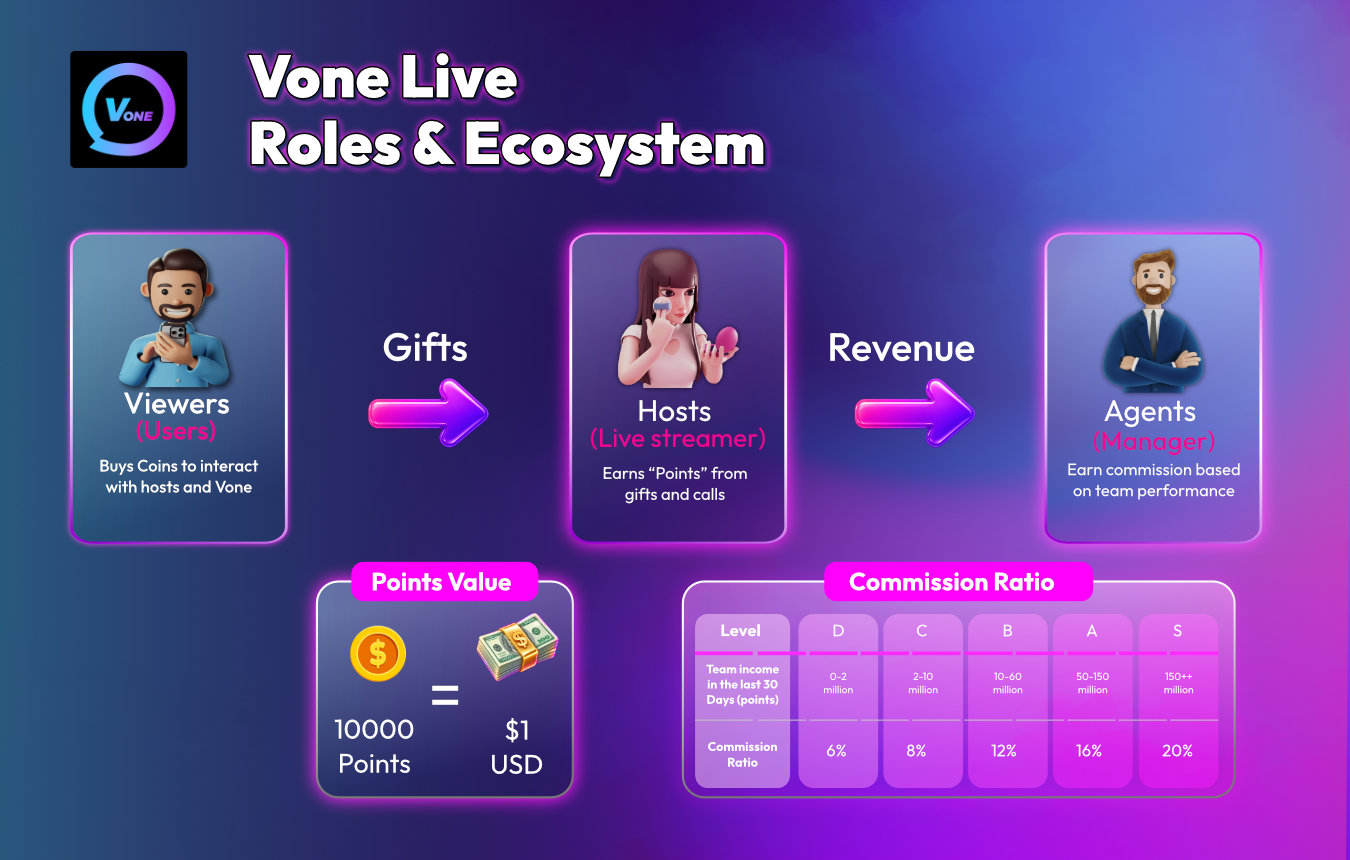 VONE
Vone Live
Roles & Ecosystem
Viewers
(Users)
Buys Coins to interact
with hosts and Vone
Gifts
Hosts
(Live streamer)
Earns “Points” from
gifts and calls
Revenue
Agents
(Manager)
Earn commission based
on team performance
Points Value
$
$
=
10000
Points
$1
USD
Commission Ratio
Level D C B A S
Team income
in the last 30
Days (points)
0-2
million
2-10
million
10-60
million
50-150
million
150++
million
Commission
Ratio
6% 8% 12% 16% 20%